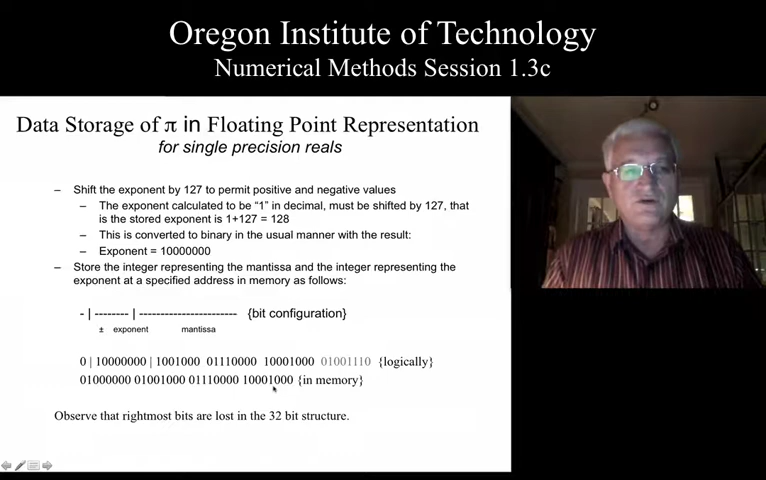 Oregon Institute of Technology
Numerical Methods Session 1.3c
Data Storage of π in Floating Point Representation
for single precision reals
– Shift the exponent by 127 to permit positive and negative values
– The exponent calculated to be “1” in decimal, must be shifted by 127, that
is the stored exponent is 1+127 = 128
– This is converted to binary in the usual manner with the result:
– Exponent = 10000000
– Store the integer representing the mantissa and the integer representing the
exponent at a specified address in memory as follows:
- | -------- | ----------------------- {bit configuration}
± exponent mantissa
0 | 10000000 | 1001000 01110000 10001000 01001110 {logically}
01000000 01001000 01110000 10001000 {in memory}
Observe that rightmost bits are lost in the 32 bit structure.